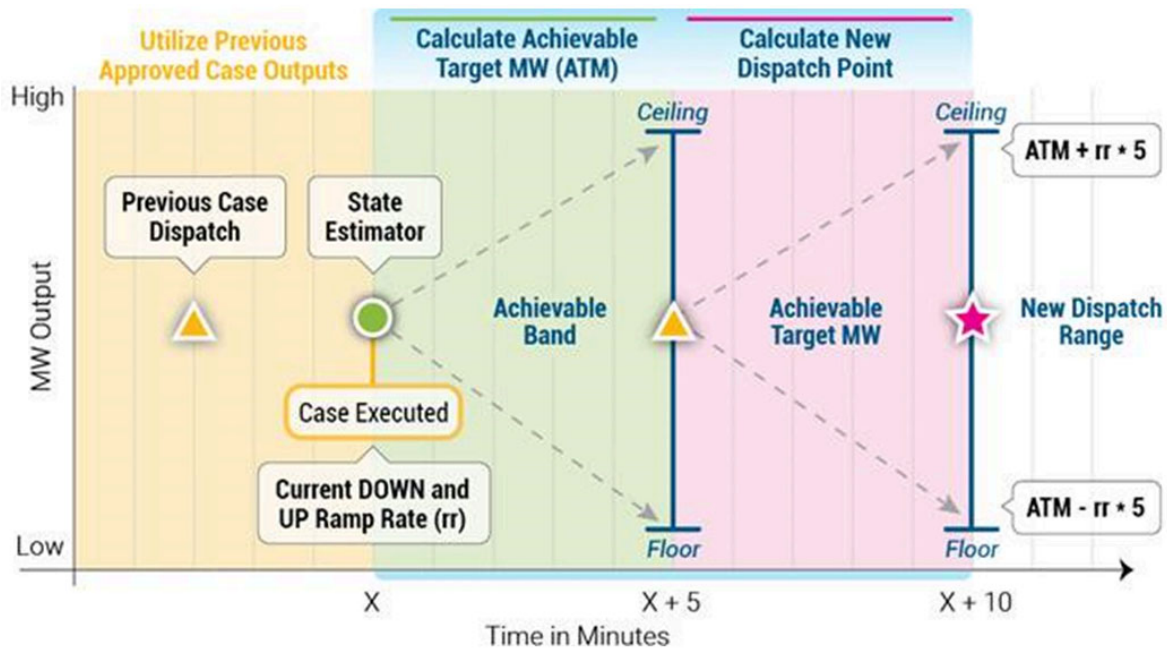 Utilize Previous
Approved Case Outputs
Calculate Achievable
Target MW (ATM)
Calculate New
Dispatch Point
High
Ceiling
Ceiling
ATM + rr * 5
Previous Case
Dispatch
State
Estimator
MW Output
Achievable
Band
Achievable
Target MW
New Dispatch
Range
Case Executed
Current DOWN and
UP Ramp Rate (rr)
ATM - rr * 5
Low
Floor
Floor
X
X + 5
X + 10
Time in Minutes